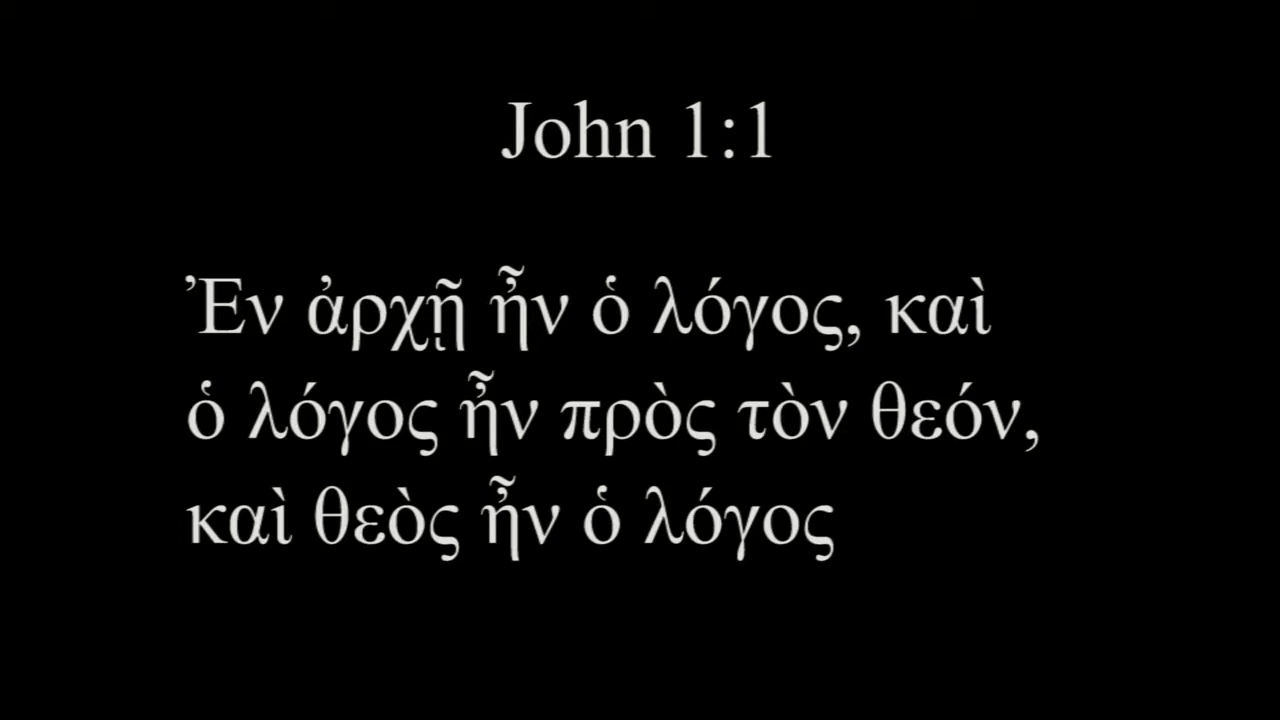 John 1:1
Ἐν ἀρχῇ ἦν ὁ λόγος, καὶ
ὁ λόγος ἦν πρὸς τὸν θεόν,
καὶ θεὸς ἦν ὁ λόγος